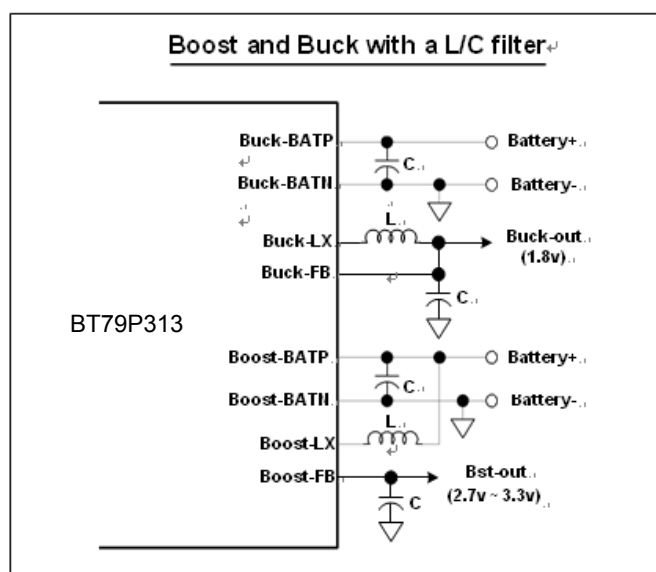 Boost and Buck with a L/C filter
Buck-BATP
Battery+
C
Buck-BATN
Battery-
L
Buck-LX
Buck-out
(1.8v)
Buck-FB
C
BT79P313
Boost-BATP
Battery+
C
Boost-BATN
Battery-
L
Boost-LX
Boost-FB
Bst-out
(2.7v ~ 3.3v)
C